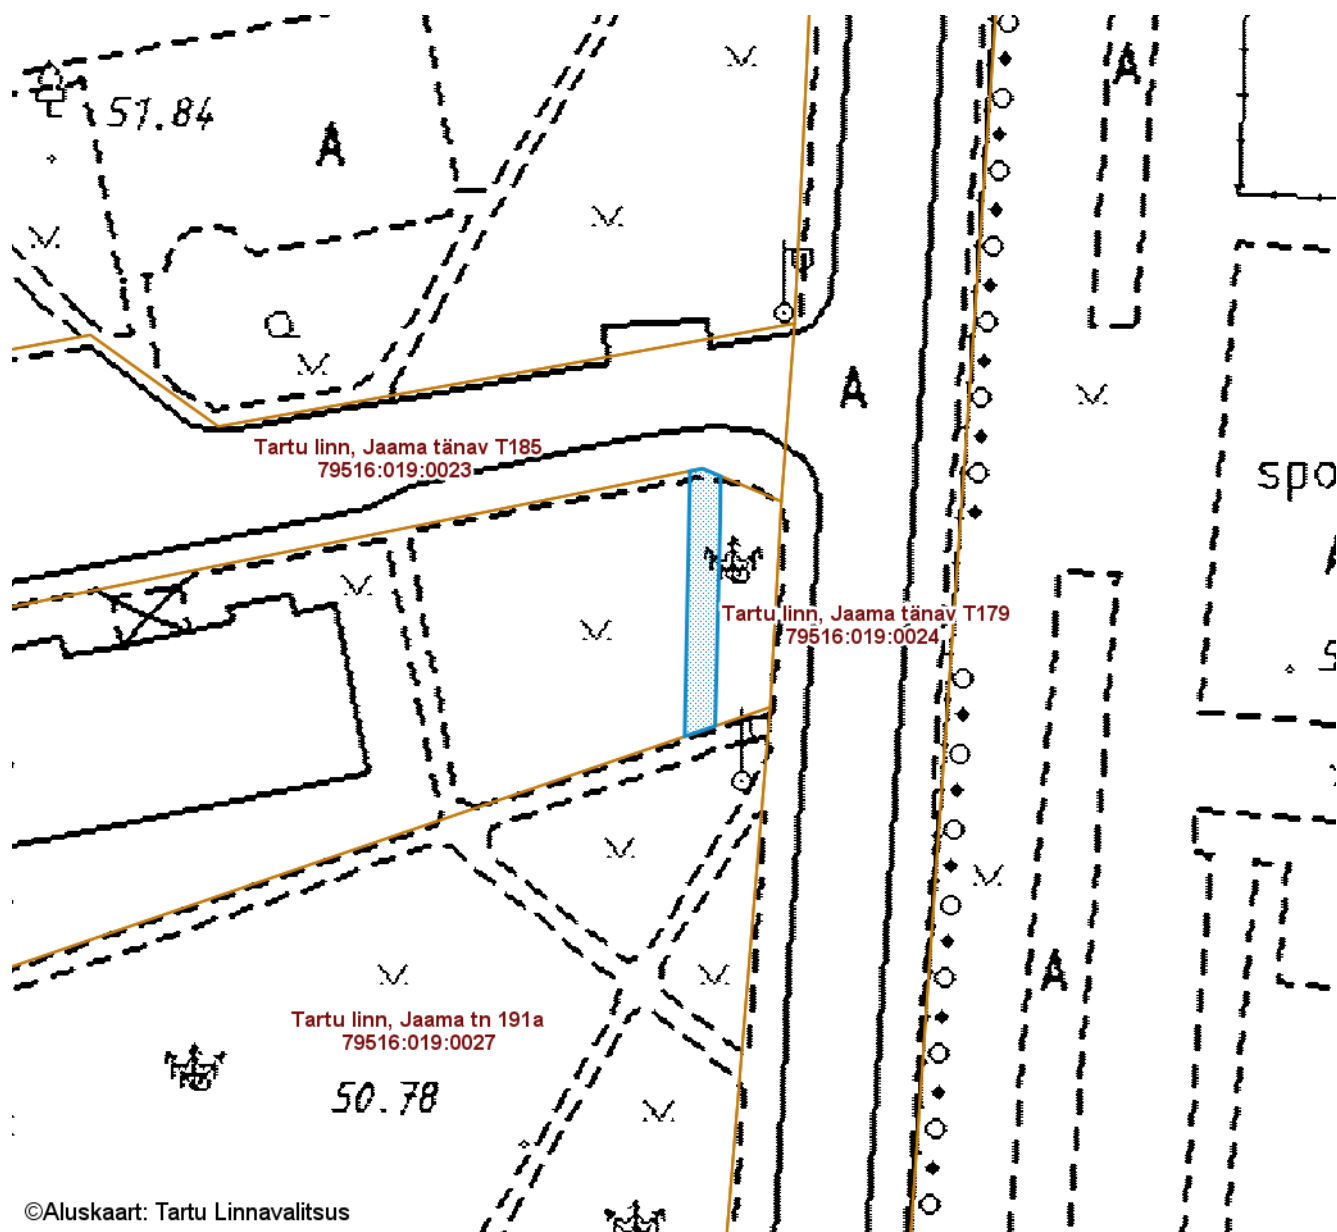 A
51.84
A
A
Tartu linn, Jaama tänav T185
79516:019:0023
spo
Tartu linn, Jaama tänav T179
79516:019:0024
A
Tartu linn, Jaama tn 191a
79516:019:0027
50.78
©Aluskaart: Tartu Linnavalitsus